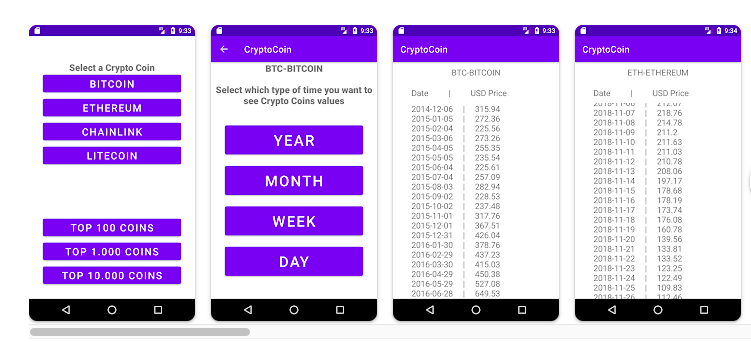 9:33
Select a Crypto Coin
BITCOIN
ETHEREUM
CHAINLINK
LITECOIN
TOP 100 COINS
TOP 1.000 COINS
TOP 10.000 COINS
9:33
CryptoCoin
BTC-BITCOIN
Select which type of time you want to
see Crypto Coins values
YEAR
MONTH
WEEK
DAY
9:33
CryptoCoin
BTC-BITCOIN
Date | USD Price
2014-12-06 | 315.94
2015-01-05 | 272.36
2015-02-04 | 225.56
2015-03-06 | 273.26
2015-04-05 | 255.35
2015-05-05 | 235.54
2015-06-04 | 225.61
2015-07-04 | 257.09
2015-08-03 | 282.94
2015-09-02 | 228.53
2015-10-02 | 237.48
2015-11-01 | 317.76
2015-12-01 | 367.51
2015-12-31 | 426.04
2016-01-30 | 378.76
2016-02-29 | 437.23
2016-03-30 | 415.03
2016-04-29 | 450.38
2016-05-29 | 527.08
2016-06-28 | 649.53
9:34
CryptoCoin
ETH-ETHEREUM
Date | USD Price
2018-11-07 | 218.76
2018-11-08 | 214.78
2018-11-09 | 211.2
2018-11-10 | 211.63
2018-11-11 | 211.03
2018-11-12 | 210.78
2018-11-13 | 208.06
2018-11-14 | 197.17
2018-11-15 | 178.68
2018-11-16 | 178.19
2018-11-17 | 173.74
2018-11-18 | 176.08
2018-11-19 | 160.78
2018-11-20 | 139.56
2018-11-21 | 133.81
2018-11-22 | 133.52
2018-11-23 | 123.25
2018-11-24 | 122.49
2018-11-25 | 109.83
2018-11-26 | 112.46